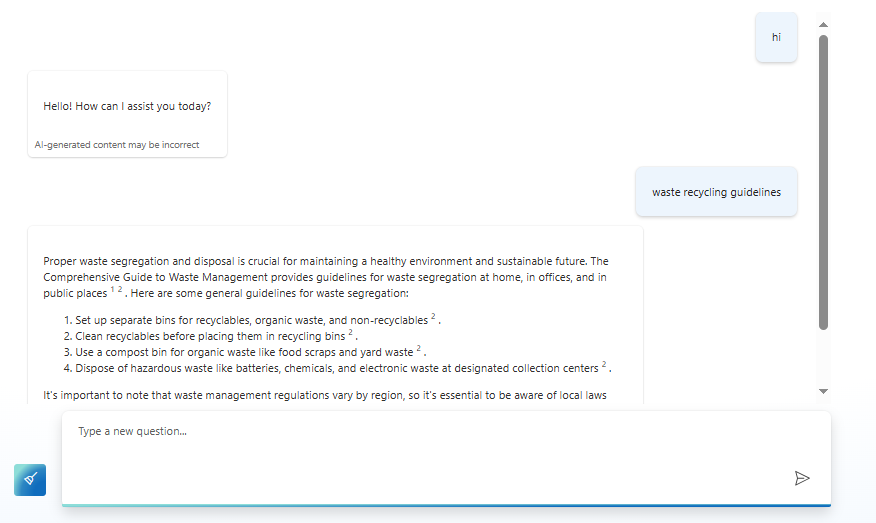 hi
Hello! How can I assist you today?
AI-generated content may be incorrect
waste recycling guidelines
Proper waste segregation and disposal is crucial for maintaining a healthy environment and sustainable future. The
Comprehensive Guide to Waste Management provides guidelines for waste segregation at home, in offices, and in
public places 1 2 . Here are some general guidelines for waste segregation:
1. Set up separate bins for recyclables, organic waste, and non-recyclables 2 .
2. Clean recyclables before placing them in recycling bins 2 .
3. Use a compost bin for organic waste like food scraps and yard waste 2 .
4. Dispose of hazardous waste like batteries, chemicals, and electronic waste at designated collection centers 2 .
It's important to note that waste management regulations vary by region, so it's essential to be aware of local laws
Type a new question...